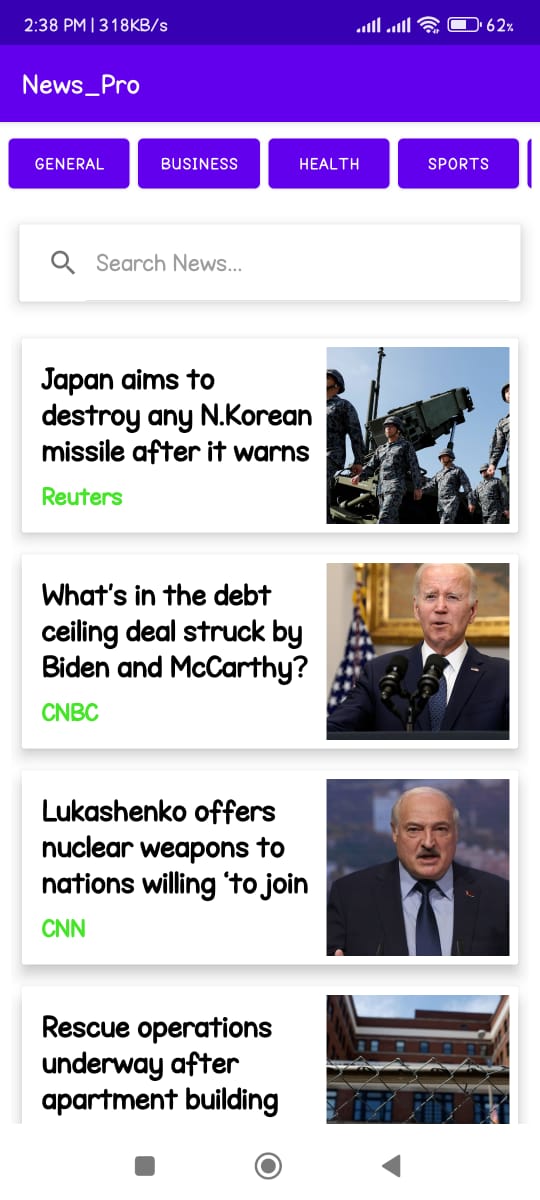 2:38 PM | 318KB/s
62%
News_Pro
GENERAL
BUSINESS
HEALTH
SPORTS
Search News...
Japan aims to
destroy any N.Korean
missile after it warns
Reuters
What's in the debt
ceiling deal struck by
Biden and McCarthy?
CNBC
Lukashenko offers
nuclear weapons to
nations willing ‘to join
CNN
Rescue operations
underway after
apartment building